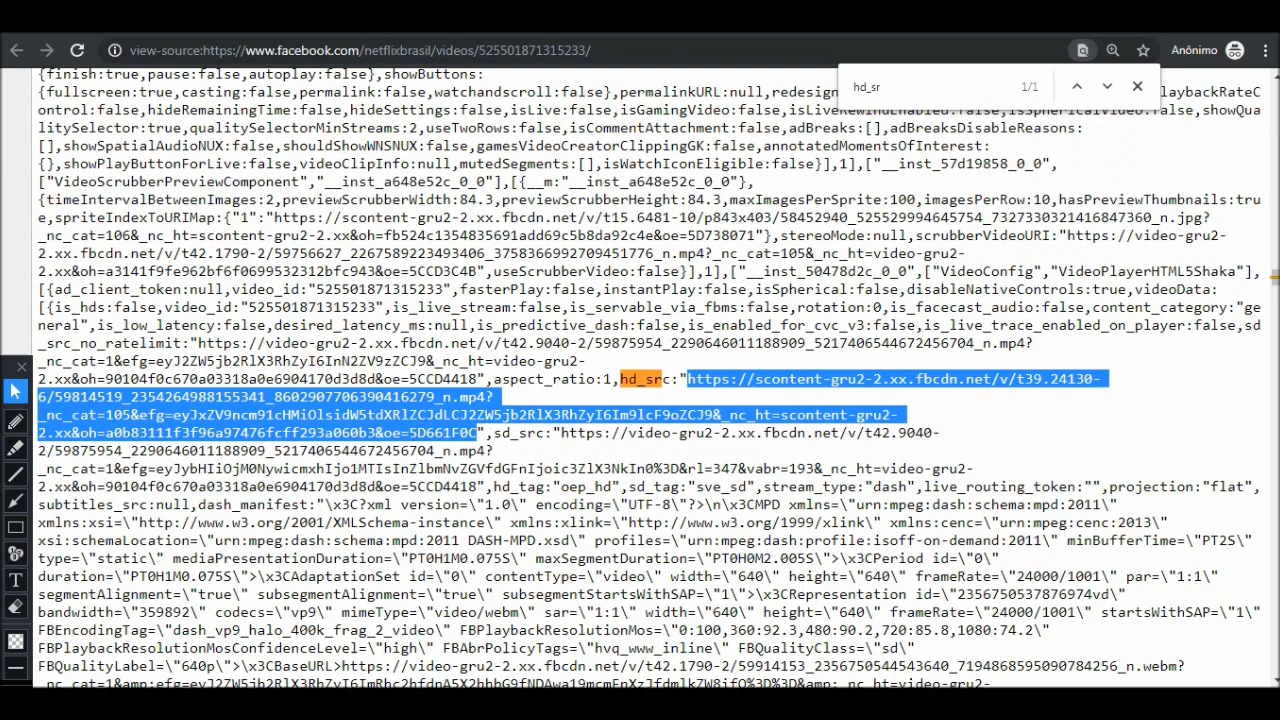 view-source:https://www.facebook.com/netflixbrasil/videos/525501871315233/
Anônimo
hd_sr
1/1
{finish:true,pause:false,autoplay:false},showButtons:
{fullscreen:true,casting:false,permalink:false,watchandscroll:false},permalinkURL:null,redesign
laybackRateC
ontrol:false,hideRemainingTime:false,hideSettings:false,isLive:false,isGamingVideo:false,isLiveRewindEnabled:false,isSphericalVideo:false,showQua
litySelector:true,qualitySelectorMinStreams:2,useTwoRows:false,isCommentAttachment:false,adBreaks:[],adBreaksDisableReasons:
[],showSpatialAudioNUX:false,shouldShowWNSNUX:false,gamesVideoCreatorClippingGK:false,annotatedMomentsOfInterest:
{},showPlayButtonForLive:false,videoClipInfo:null,mutedSegments:[],isWatchIconEligible:false}],1],["__inst_57d19858_0_0",
["VideoScrubberPreviewComponent","__inst_a648e52c_0_0"],[{__m:"__inst_a648e52c_0_0"},
{timeIntervalBetweenImages:2,previewScrubberWidth:84.3,previewScrubberHeight:84.3,maxImagesPerSprite:100,imagesPerRow:10,hasPreviewThumbnails:tru
e,spriteIndexToURIMap:{"1":"https://scontent-gru2-2.xx.fbcdn.net/v/t15.6481-10/p843x403/58452940_525529994645754_7327330321416847360_n.jpg?
_nc_cat=106&_nc_ht=scontent-gru2-2.xx&oh=fb524c1354835691add69c5b8da92c4e&oe=5D738071"},stereoMode:null,scrubberVideoURI:"https://video-gru2-
2.xx.fbcdn.net/v/t42.1790-2/59756627_2267589223493406_3758366992709451776_n.mp4?_nc_cat=105&_nc_ht=video-gru2-
2.xx&oh=a3141f9fe962bf6f0699532312bfc943&oe=5CCD3C4B",useScrubberVideo:false}],1],["__inst_50478d2c_0_0",["VideoConfig","VideoPlayerHTML5Shaka"],
[{ad_client_token:null,video_id:"525501871315233",fasterPlay:false,instantPlay:false,isSpherical:false,disableNativeControls:true,videoData:
[{is_hds:false,video_id:"525501871315233",is_live_stream:false,is_servable_via_fbms:false,rotation:0,is_facecast_audio:false,content_category:"ge
neral",is_low_latency:false,desired_latency_ms:null,is_predictive_dash:false,is_enabled_for_cvc_v3:false,is_live_trace_enabled_on_player:false,sd
_src_no_ratelimit:"https://video-gru2-2.xx.fbcdn.net/v/t42.9040-2/59875954_2290646011188909_5217406544672456704_n.mp4?
_nc_cat=1&efg=eyJ2ZW5jb2RlX3RhZyI6InN2ZV9zZCJ9&_nc_ht=video-gru2-
2.xx&oh=90104f0c670a03318a0e6904170d3d8d&oe=5CCD4418",aspect_ratio:1,hd_src:"https://scontent-gru2-2.xx.fbcdn.net/v/t39.24130-
6/59814519_2354264988155341_8602907706390416279_n.mp4?
_nc_cat=105&efg=eyJxZV9ncm91cHMiOlsidW5tdXRlZCJdLCJ2ZW5jb2RlX3RhZyI6Im9lcF9oZCJ9&_nc_ht=scontent-gru2-
2.xx&oh=a0b83111f3f96a97476fcff293a060b3&oe=5D661F0C",sd_src:"https://video-gru2-2.xx.fbcdn.net/v/t42.9040-
2/59875954_2290646011188909_5217406544672456704_n.mp4?
_nc_cat=1&efg=eyJybHIiOjM0NywicmxhIjo1MTIsInZlbmNvZGVfdGFnIjoic3ZlX3NkIn0%3D&rl=347&vabr=193&_nc_ht=video-gru2-
2.xx&oh=90104f0c670a03318a0e6904170d3d8d&oe=5CCD4418",hd_tag:"oep_hd",sd_tag:"sve_sd",stream_type:"dash",live_routing_token:"",projection:"flat",
subtitles_src:null,dash_manifest:"\x3C?xml version=\"1.0\" encoding=\"UTF-8\"?>\n\x3CMPD xmlns=\"urn:mpeg:dash:schema:mpd:2011\"
xmlns:xsi=\"http://www.w3.org/2001/XMLSchema-instance\" xmlns:xlink=\"http://www.w3.org/1999/xlink\" xmlns:cenc=\"urn:mpeg:cenc:2013\"
xsi:schemaLocation=\"urn:mpeg:dash:schema:mpd:2011 DASH-MPD.xsd\" profiles=\"urn:mpeg:dash:profile:isoff-on-demand:2011\" minBufferTime=\"PT2S\"
type=\"static\" mediaPresentationDuration=\"PT0H1M0.075S\" maxSegmentDuration=\"PT0H0M2.005S\">\x3CPeriod id=\"0\"
duration=\"PT0H1M0.075S\">\x3CAdaptationSet id=\"0\" contentType=\"video\" width=\"640\" height=\"640\" frameRate=\"24000/1001\" par=\"1:1\"
segmentAlignment=\"true\" subsegmentAlignment=\"true\" subsegmentStartsWithSAP=\"1\">\x3CRepresentation id=\"2356750537876974vd\"
bandwidth=\"359892\" codecs=\"vp9\" mimeType=\"video/webm\" sar=\"1:1\" width=\"640\" height=\"640\" frameRate=\"24000/1001\" startsWithSAP=\"1\"
FBEncodingTag=\"dash_vp9_halo_400k_frag_2_video\" FBPlaybackResolutionMos=\"0:100,360:92.3,480:90.2,720:85.8,1080:74.2\"
FBPlaybackResolutionMosConfidenceLevel=\"high\" FBAbrPolicyTags=\"hvq_www_inline\" FBQualityClass=\"sd\"
FBQualityLabel=\"640p\">\x3CBaseURL>https://video-gru2-2.xx.fbcdn.net/v/t42.1790-2/59914153_2356750544543640_7194868595090784256_n.webm?
T